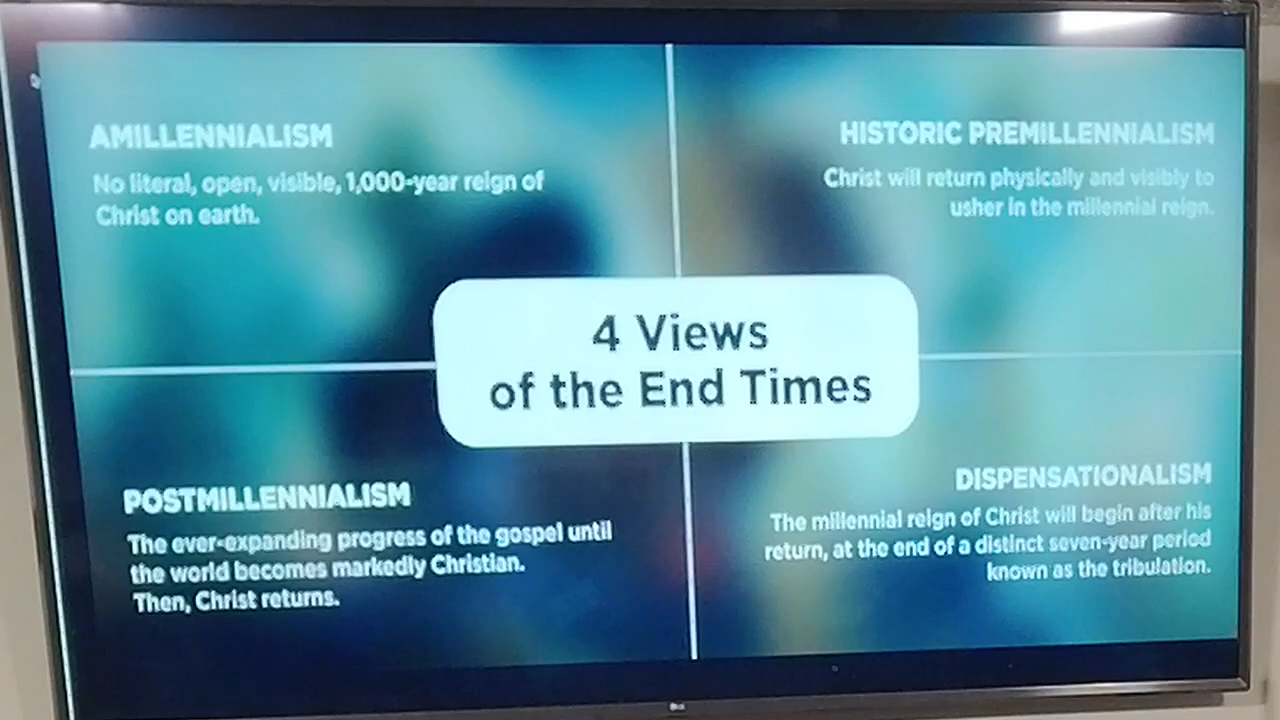 AMILLENNIALISM
No literal, open, visible, 1,000-year reign of
Christ on earth.
HISTORIC PREMILLENNIALISM
Christ will return physically and visibly to
usher in the millennial reign.
4 Views
of the End Times
POSTMILLENNIALISM
The ever-expanding progress of the gospel until
the world becomes markedly Christian.
Then, Christ returns.
DISPENSATIONALISM
The millennial reign of Christ will begin after his
return, at the end of a distinct seven-year period
known as the tribulation.